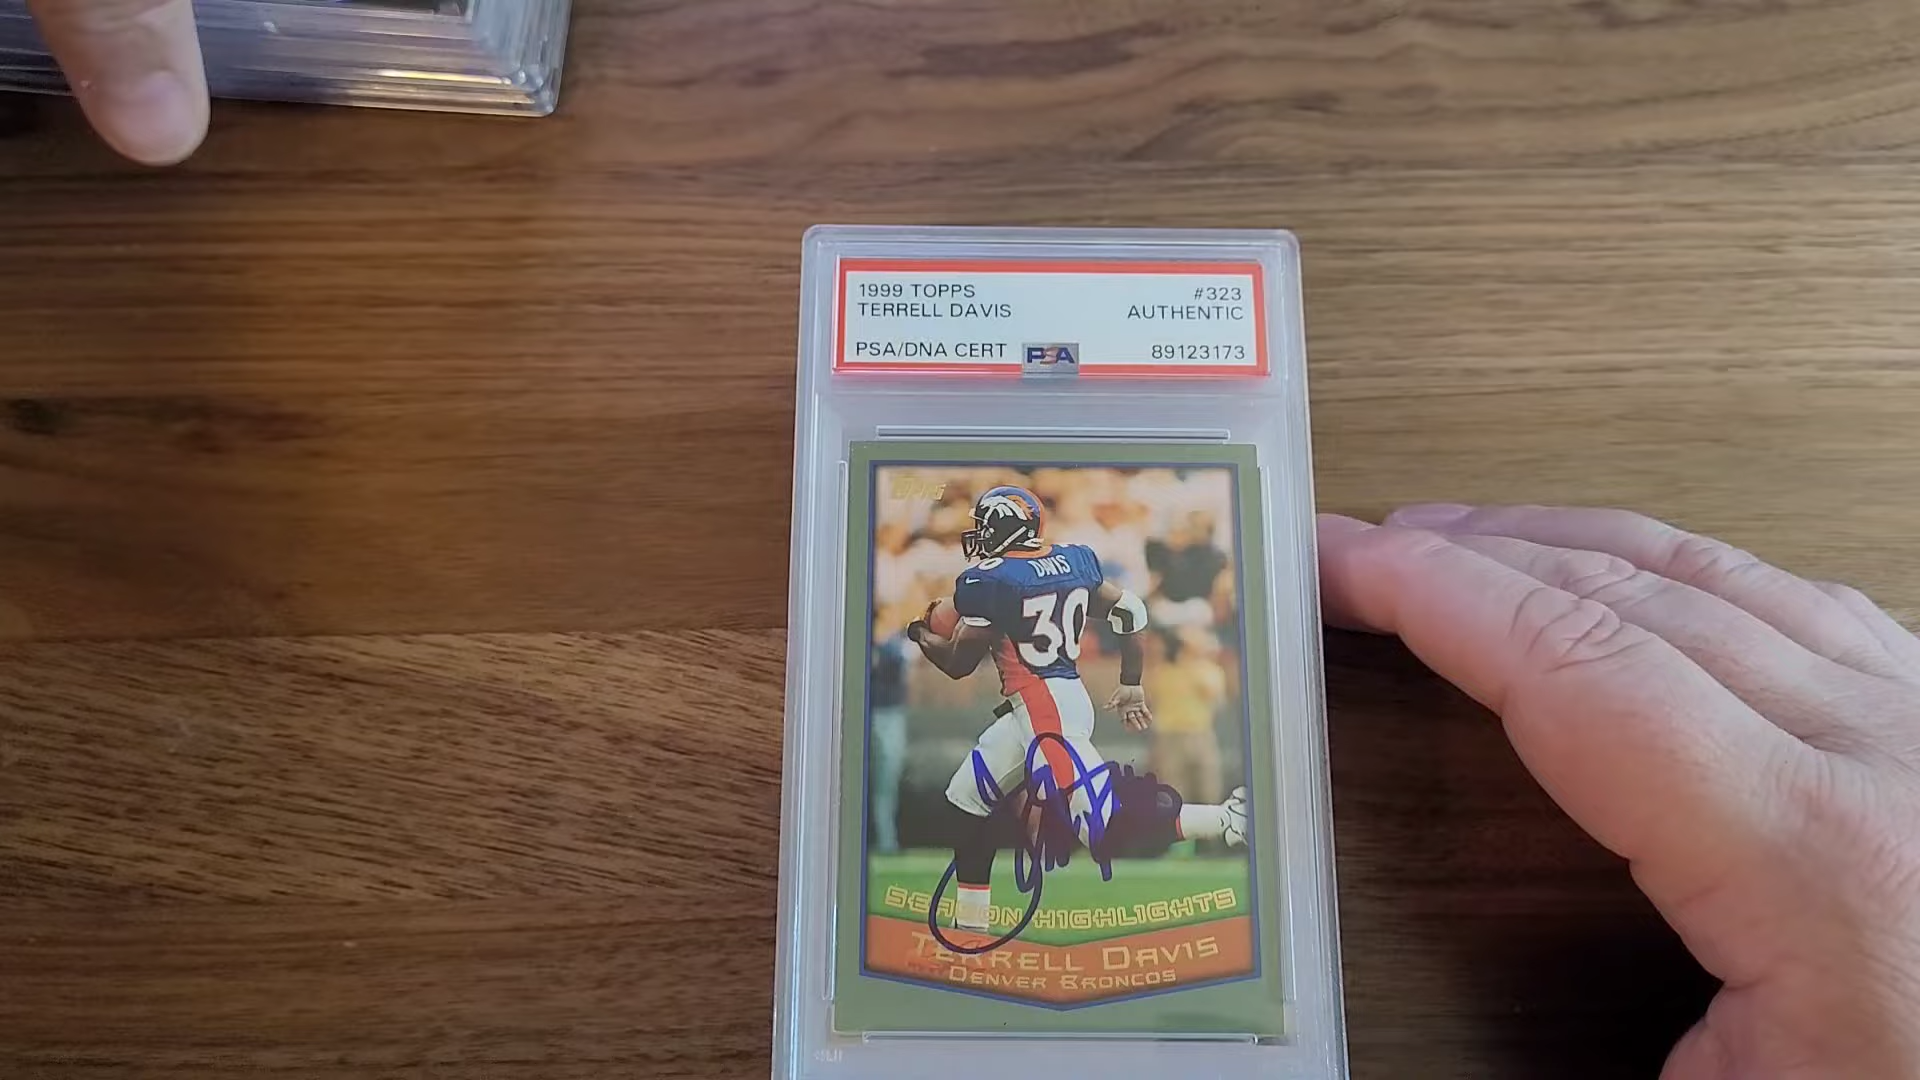 1999 TOPPS #323
TERRELL DAVIS AUTHENTIC
PSA/DNA CERT PSA 89123173
TOPPS
DAVIS
30
SEASON HIGHLIGHTS
TERRELL DAVIS
DENVER BRONCOS